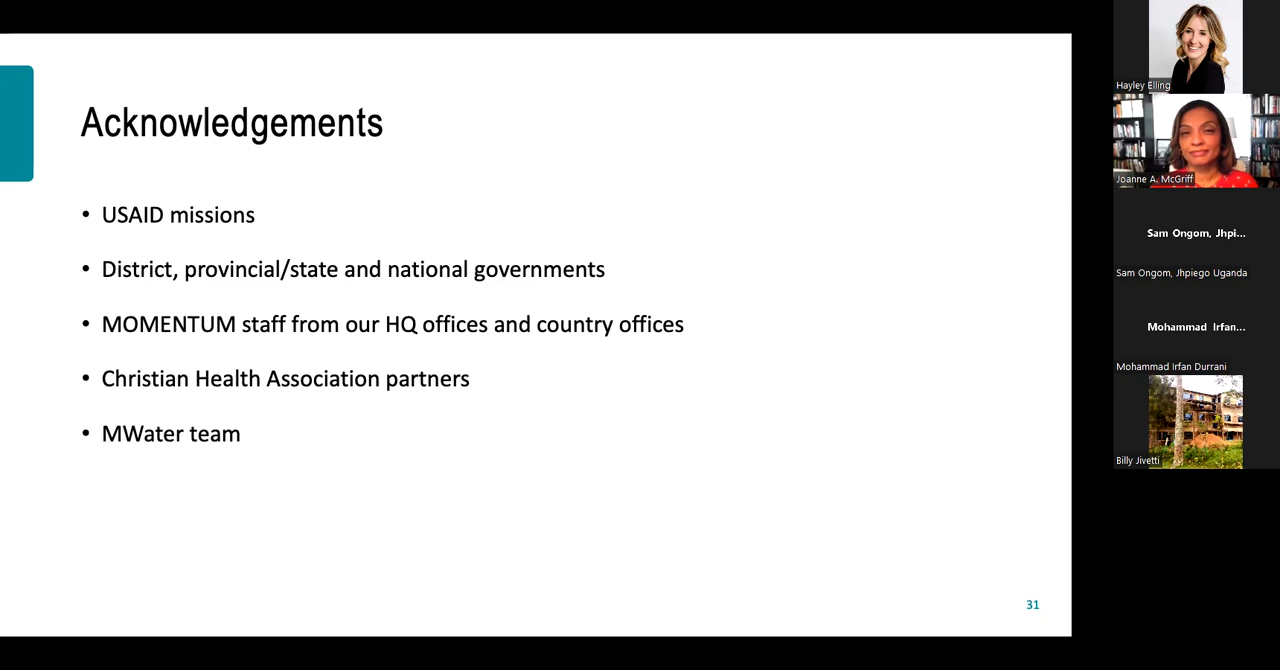 Acknowledgements
• USAID missions
• District, provincial/state and national governments
• MOMENTUM staff from our HQ offices and country offices
• Christian Health Association partners
• MWater team
31
Hayley Elling
Joanne A. McGriff
Sam Ongom, Jhpi...
Sam Ongom, Jhpiego Uganda
Mohammad Irfan...
Mohammad Irfan Durrani
Billy Jivetti